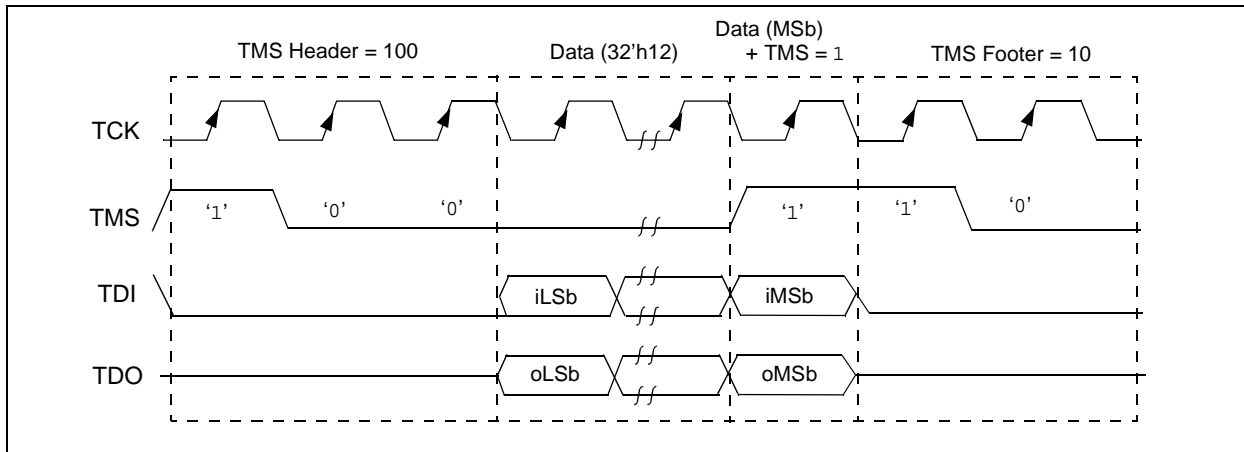 Data (MSb)
TMS Header = 100 Data (32'h12) + TMS = 1 TMS Footer = 10
TCK
TMS ‘1’ ‘0’ ‘0’ ‘1’ ‘1’ ‘0’
TDI iLSb iMSb
TDO oLSb oMSb